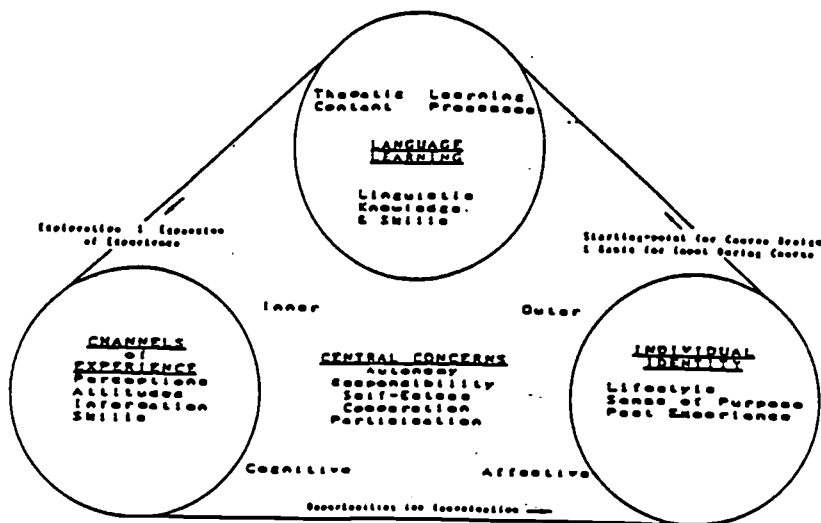 Thematic Learning
Content Processes
LANGUAGE
LEARNING
Linguistic
Knowledge
& Skills
Exploration & Expansion
of Experience
Starting-point for Course Design
& Basis for Input During Course
Inner
Outer
CHANNELS
of
EXPERIENCE
Perceptions
Attitudes
Information
Skills
CENTRAL CONCERNS
Autonomy
Responsibility
Self-Esteem
Cooperation
Participation
INDIVIDUAL
IDENTITY
Lifestyle
Sense of Purpose
Past Experience
Cognitive
Affective
Opportunities for